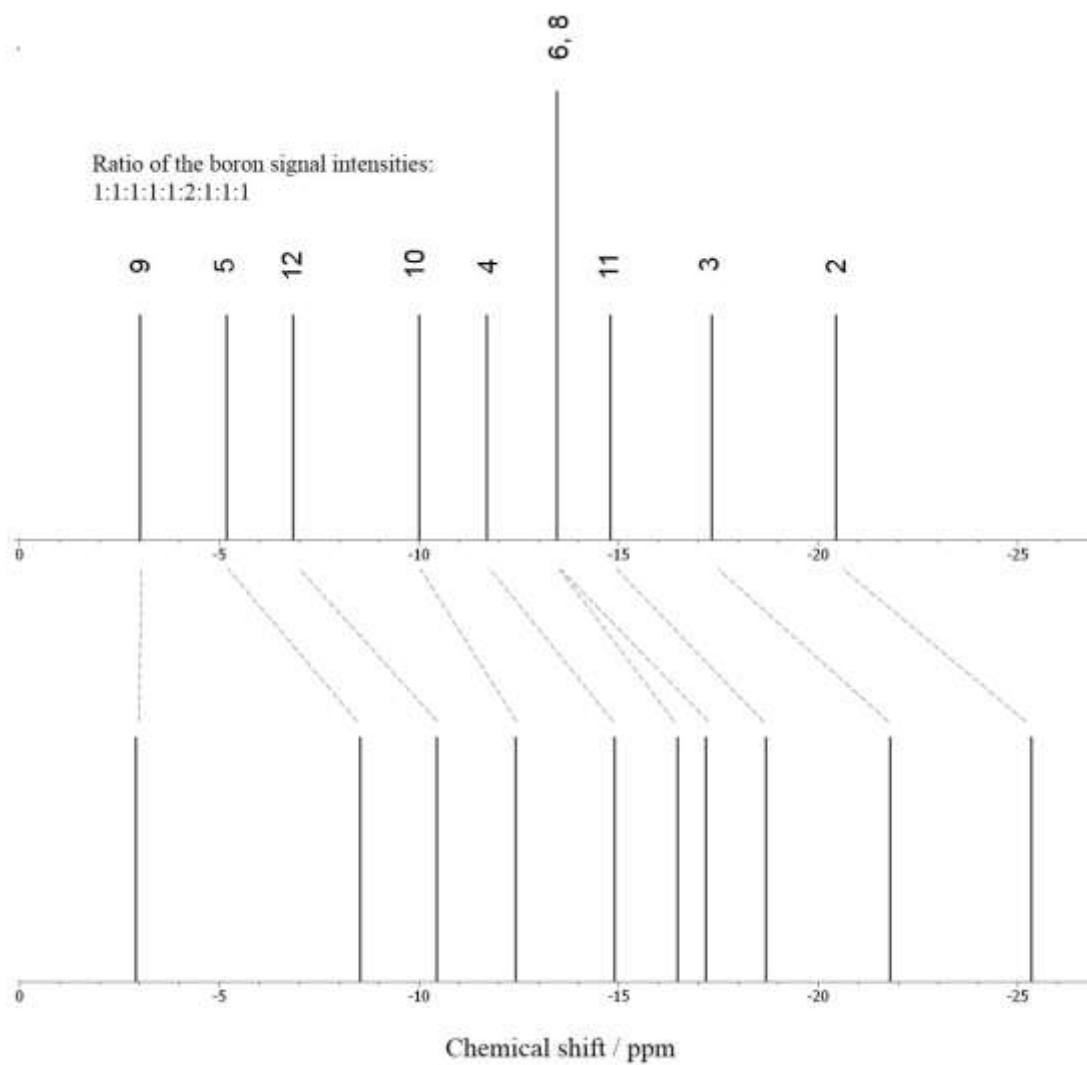 6, 8
Ratio of the boron signal intensities:
1:1:1:1:1:2:1:1:1
9 5 12 10 4 11 3 2
0 -5 -10 -15 -20 -25
0 -5 -10 -15 -20 -25
Chemical shift / ppm